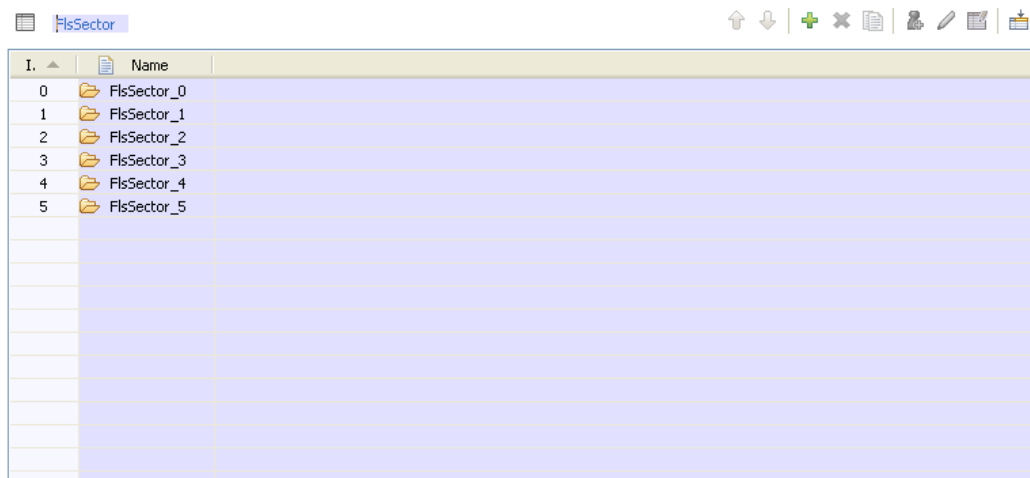 FlsSector
I. Name
0 FlsSector_0
1 FlsSector_1
2 FlsSector_2
3 FlsSector_3
4 FlsSector_4
5 FlsSector_5